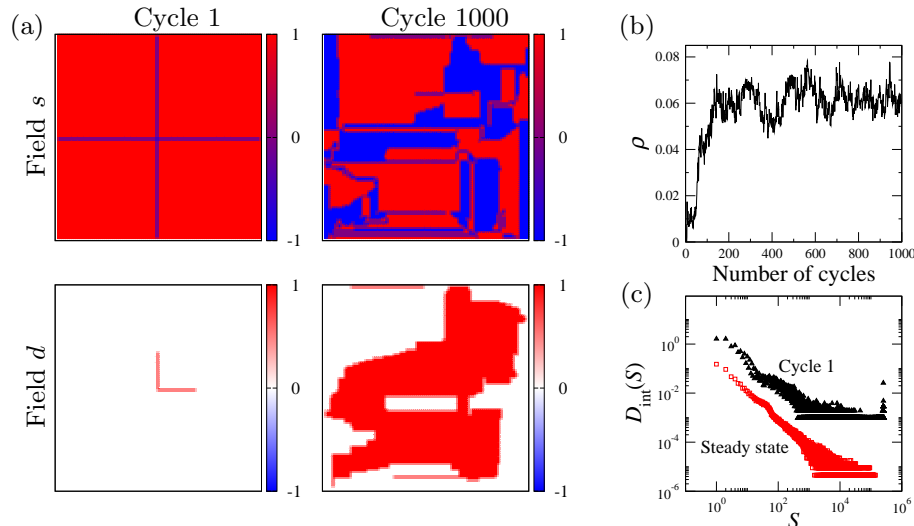 (a) Cycle 1 Cycle 1000
Field s
1
0
-1
1
0
-1
Field d
1
0
-1
1
0
-1
(b)
ρ
0.08
0.06
0.04
0.02
0
0 200 400 600 800 1000
Number of cycles
(c)
D_int(S)
10^0
10^-2
10^-4
10^-6
Cycle 1
Steady state
10^0 10^2 10^4 10^6
S